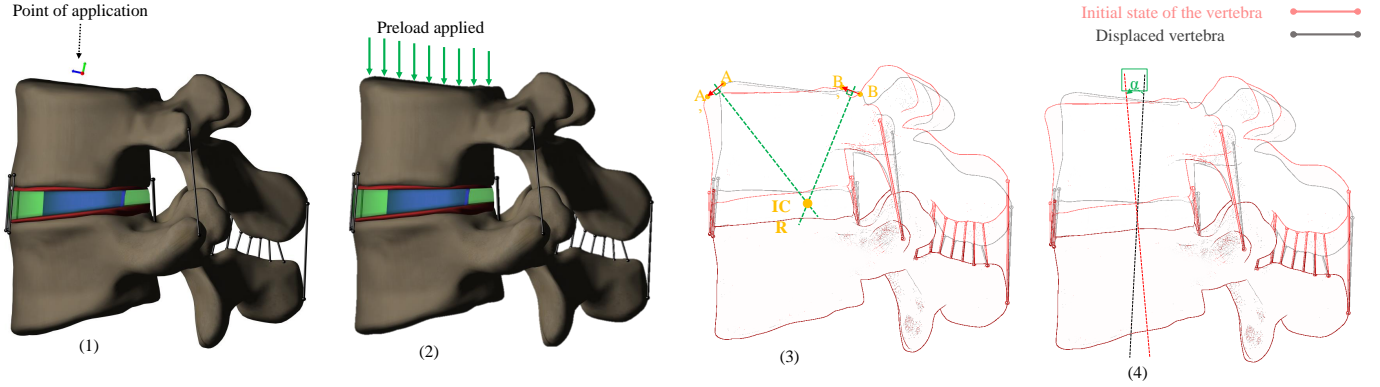 Point of application
Preload applied
Initial state of the vertebra
Displaced vertebra
A
A
,
B
,
B
α
IC
R
(1)
(2)
(3)
(4)